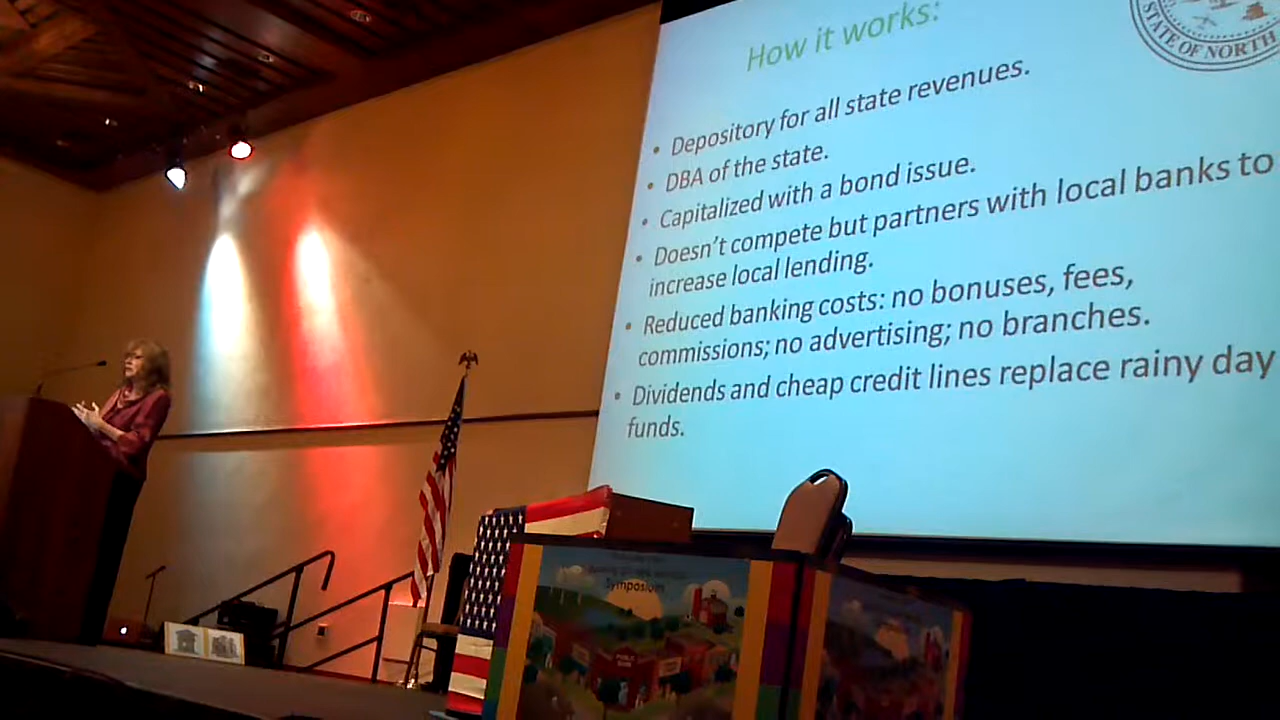 How it works:
STATE OF NORTH
• Depository for all state revenues.
• DBA of the state.
• Capitalized with a bond issue.
• Doesn't compete but partners with local banks to
increase local lending.
• Reduced banking costs: no bonuses, fees,
commissions; no advertising; no branches.
• Dividends and cheap credit lines replace rainy day
funds.
Symposium
PUBLIC
BANK